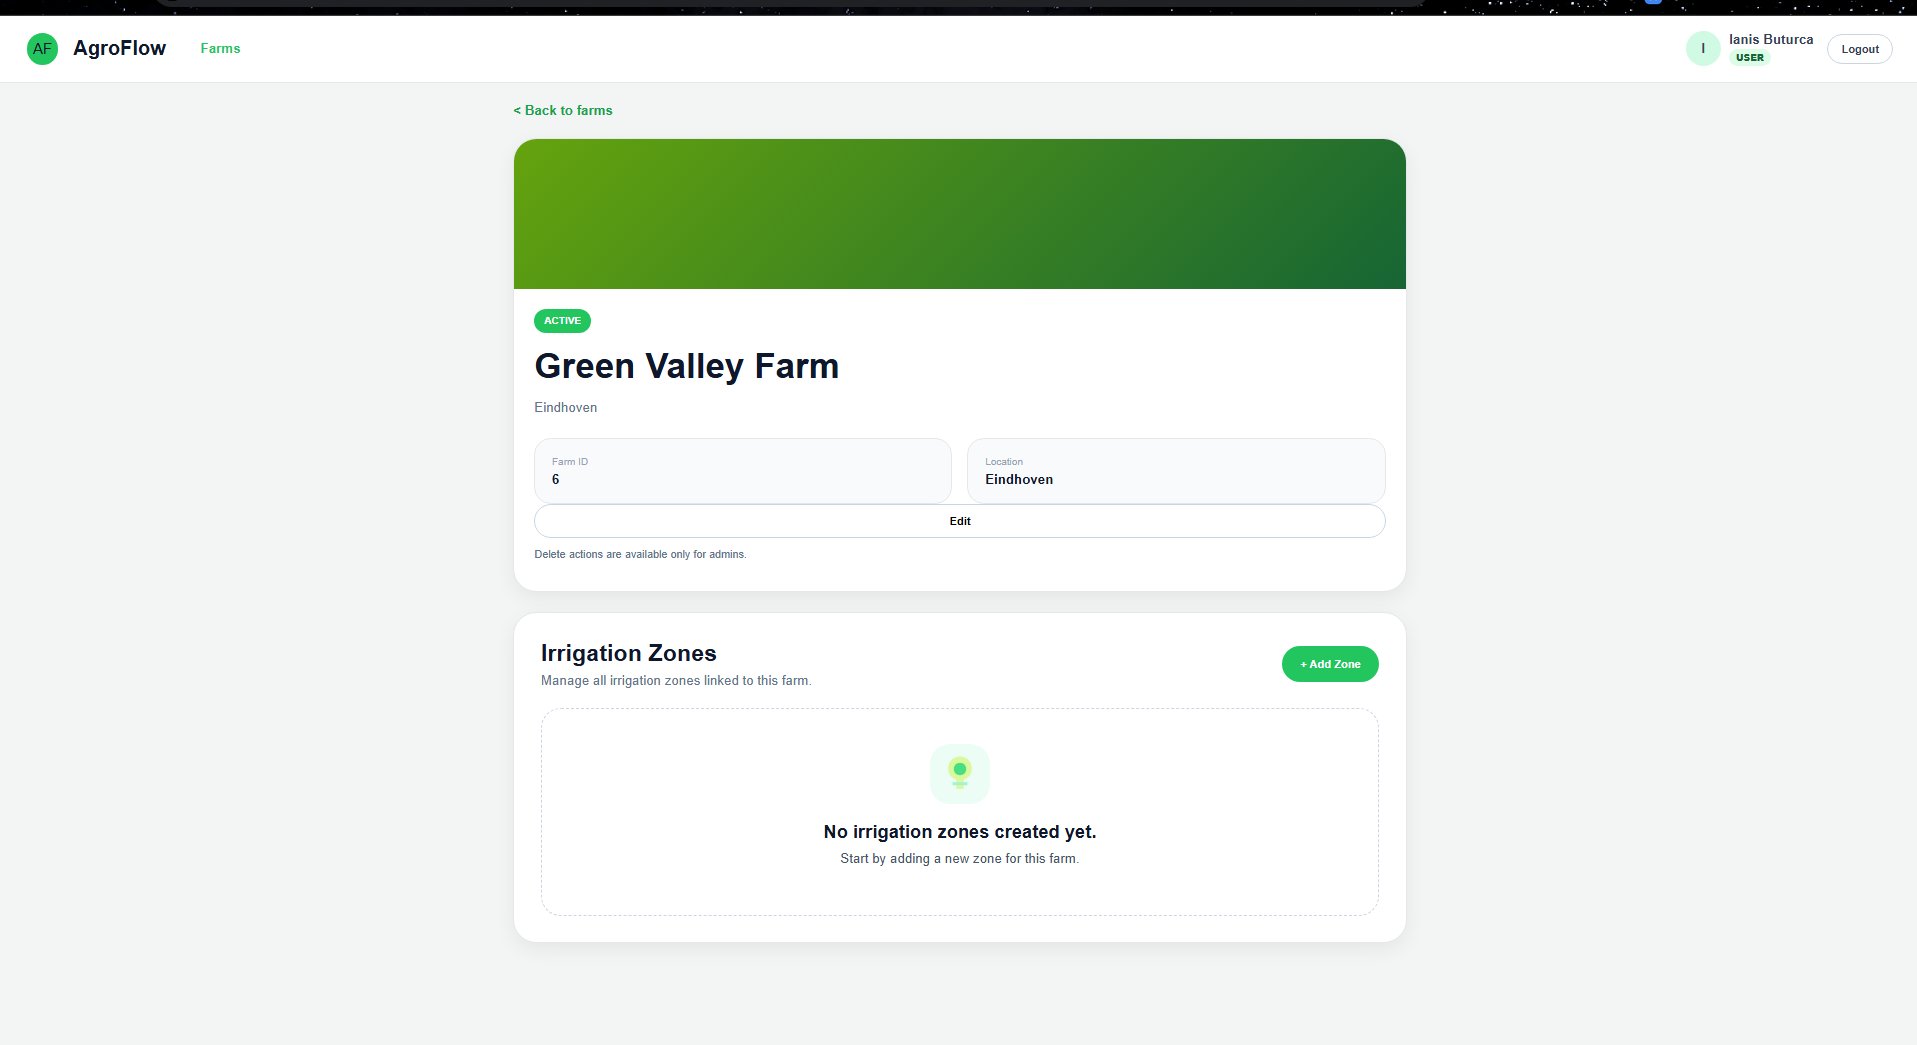 AF AgroFlow Farms I Ianis Buturca Logout
USER
< Back to farms
ACTIVE
Green Valley Farm
Eindhoven
Farm ID Location
6 Eindhoven
Edit
Delete actions are available only for admins.
Irrigation Zones
+ Add Zone
Manage all irrigation zones linked to this farm.
No irrigation zones created yet.
Start by adding a new zone for this farm.